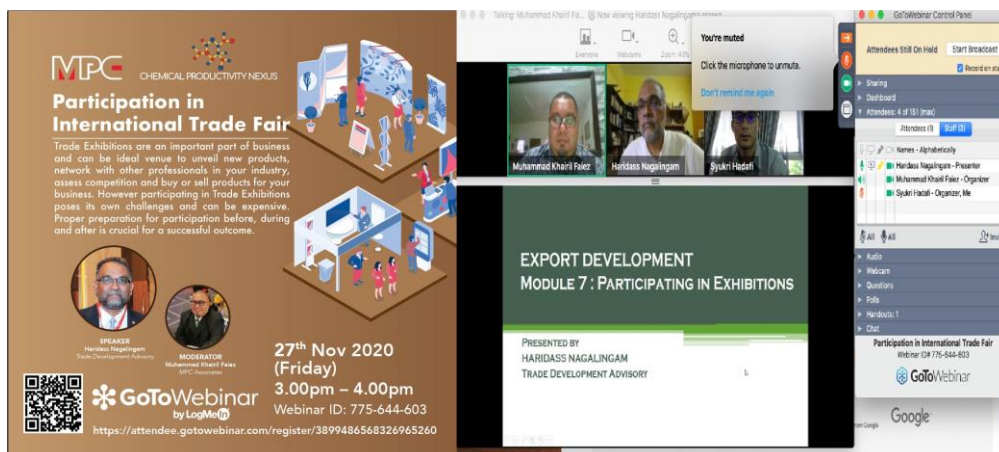 MPC
CHEMICAL PRODUCTIVITY NEXUS
Participation in
International Trade Fair
Trade Exhibitions are an important part of business
and can be ideal venue to unveil new products,
network with other professionals in your industry,
assess competition and buy or sell products for your
business. However participating in Trade Exhibitions
poses its own challenges and can be expensive.
Proper preparation for participation before, during
and after is crucial for a successful outcome.
SPEAKER
Haridass Nagalingam
Trade Development Advisory
MODERATOR
Muhammad Khairil Faiez
MPC Associates
27th Nov 2020
(Friday)
3.00pm – 4.00pm
Webinar ID: 775-644-603
GoToWebinar
by LogMeIn
https://attendee.gotowebinar.com/register/3899486568326965260
Talking: Muhammad Khairil Fai... Now viewing Haridass Nagalingam's screen
Everyone
Webcams
Zoom: 48%
You're muted
Click the microphone to unmute.
Don't remind me again
Muhammad Khairil Faiez
Haridass Nagalingam
Syukri Hadafi
EXPORT DEVELOPMENT
MODULE 7 : PARTICIPATING IN EXHIBITIONS
PRESENTED BY
HARIDASS NAGALINGAM
TRADE DEVELOPMENT ADVISORY
GoToWebinar Control Panel
Attendees Still On Hold
Start Broadcast
Record on sta
Sharing
Dashboard
Attendees: 4 of 151 (max)
Attendees (1)
Staff (3)
Names - Alphabetically
Haridass Nagalingam - Presenter
Muhammad Khairil Faiez - Organizer
Syukri Hadafi - Organizer, Me
All
All
Inv
Audio
Webcam
Questions
Polls
Handouts: 1
Chat
Participation in International Trade Fair
Webinar ID# 775-644-603
GoToWebinar
Google